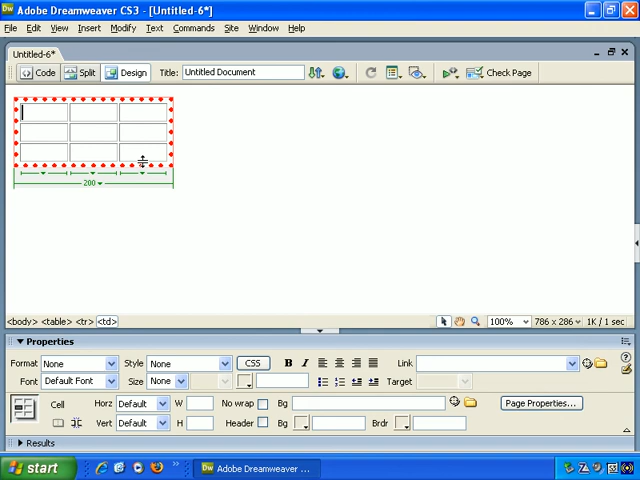 Dw Adobe Dreamweaver CS3 - [Untitled-6*]
File Edit View Insert Modify Text Commands Site Window Help
Untitled-6*
Code Split Design Title: Untitled Document Check Page
200
<body> <table> <tr> <td> 100% 786 x 286 1K / 1 sec
Properties
Format None Style None CSS B I Link
Font Default Font Size None Target
Cell Horz Default W No wrap Bg Page Properties...
Vert Default H Header Bg Brdr
Results
start Dw Adobe Dreamweaver ...